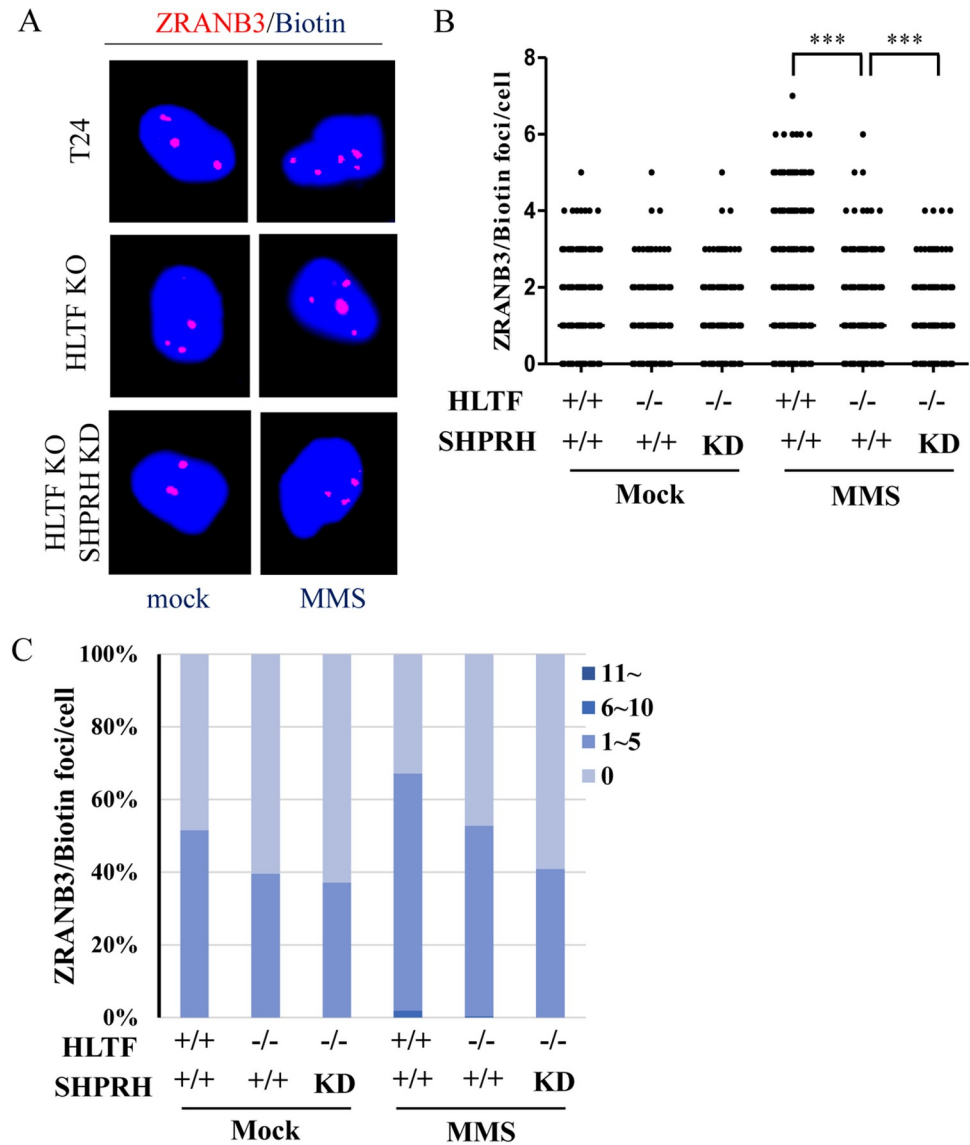 A
ZRANB3/Biotin
T24
HLTF KO
HLTF KO
SHPRH KD
mock MMS
B
*** ***
ZRANB3/Biotin foci/cell
8
6
4
2
0
HLTF +/+ -/- -/- +/+ -/- -/-
SHPRH +/+ +/+ KD +/+ +/+ KD
Mock MMS
C
ZRANB3/Biotin foci/cell
100%
80%
60%
40%
20%
0%
11~
6~10
1~5
0
HLTF +/+ -/- -/- +/+ -/- -/-
SHPRH +/+ +/+ KD +/+ +/+ KD
Mock MMS